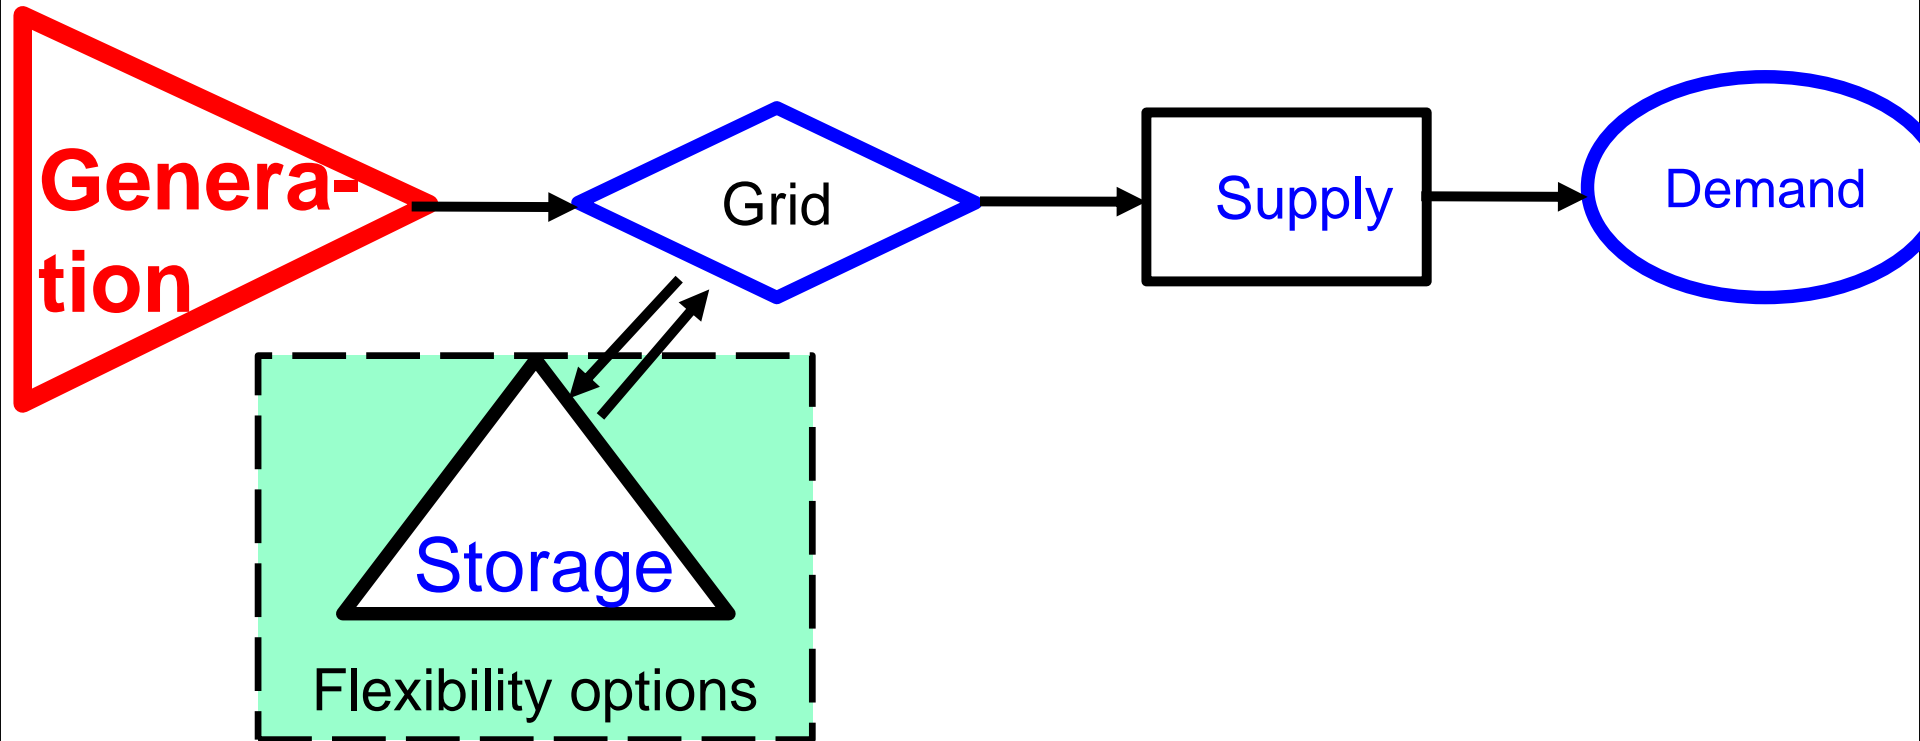 Genera-
tion
Grid
Supply
Demand
Storage
Flexibility options